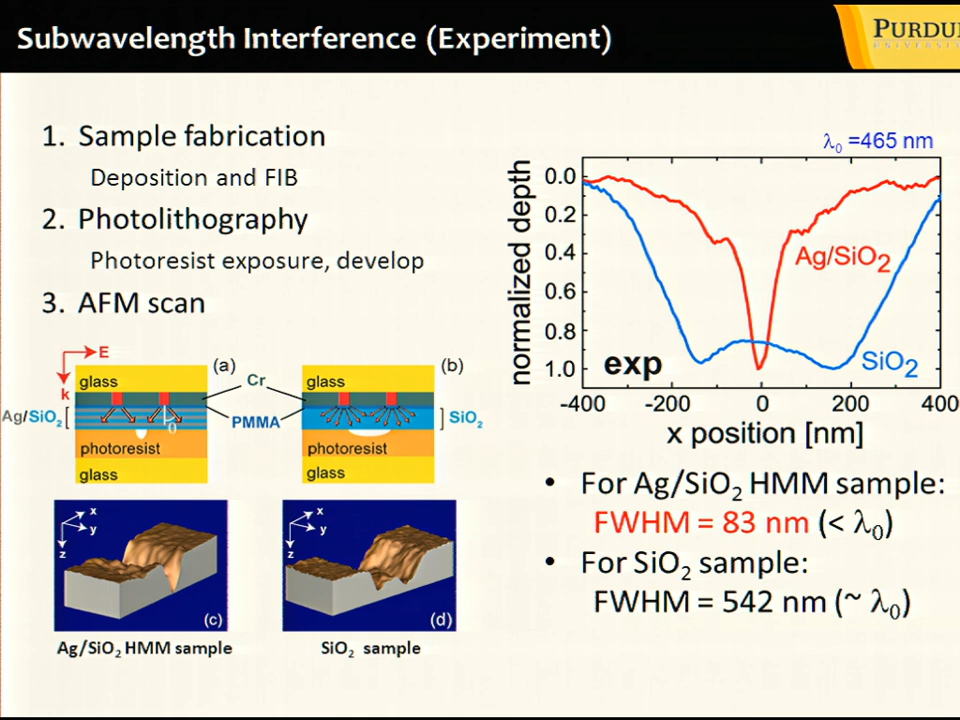 Subwavelength Interference (Experiment)
PURDU
UNIVERSITY
1. Sample fabrication
Deposition and FIB
2. Photolithography
Photoresist exposure, develop
3. AFM scan
E
k
(a)
glass
Cr
Ag/SiO₂
PMMA
θ
photoresist
glass
(b)
glass
SiO₂
photoresist
glass
x
y
z
(c)
Ag/SiO₂ HMM sample
x
y
z
(d)
SiO₂ sample
λ₀ =465 nm
normalized depth
0.0
0.2
0.4
0.6
0.8
1.0
Ag/SiO₂
SiO₂
exp
-400 -200 0 200 400
x position [nm]
• For Ag/SiO₂ HMM sample:
FWHM = 83 nm (< λ₀)
• For SiO₂ sample:
FWHM = 542 nm (~ λ₀)